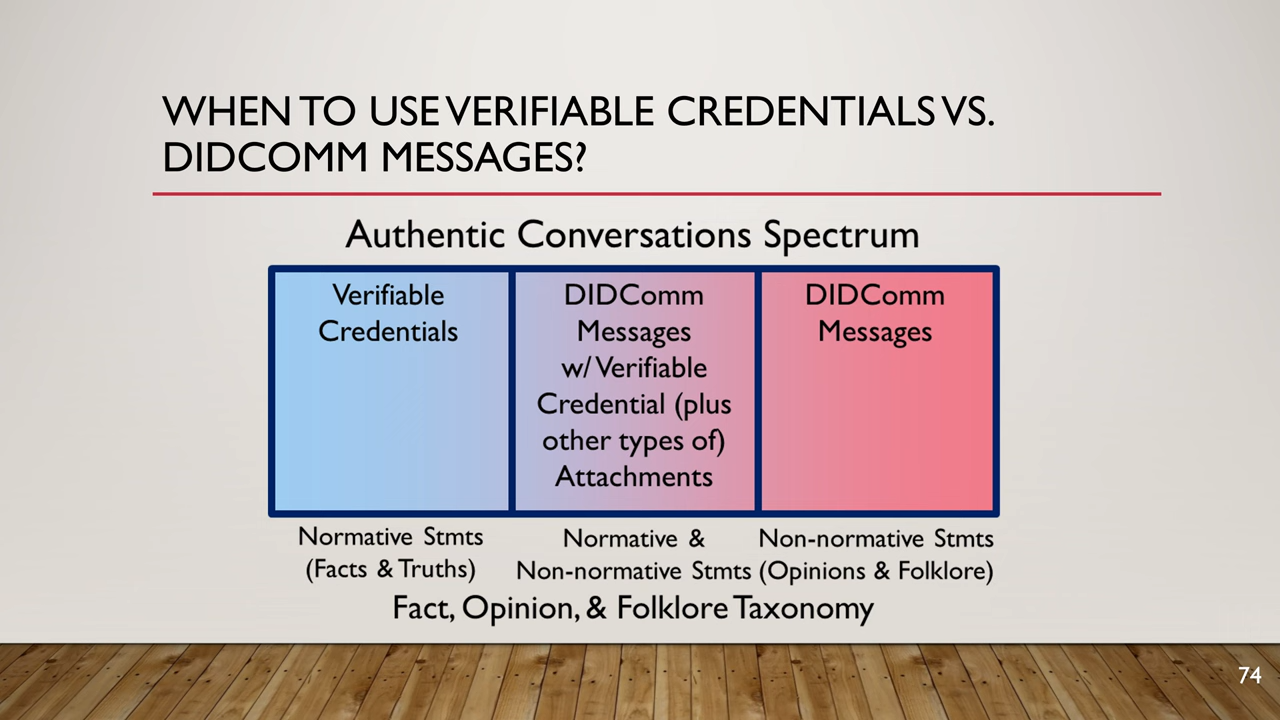 WHEN TO USE VERIFIABLE CREDENTIALS VS.
DIDCOMM MESSAGES?
Authentic Conversations Spectrum
Verifiable
Credentials
DIDComm
Messages
w/ Verifiable
Credential (plus
other types of)
Attachments
DIDComm
Messages
Normative Stmts
(Facts & Truths)
Normative &
Non-normative Stmts
Non-normative Stmts
(Opinions & Folklore)
Fact, Opinion, & Folklore Taxonomy
74